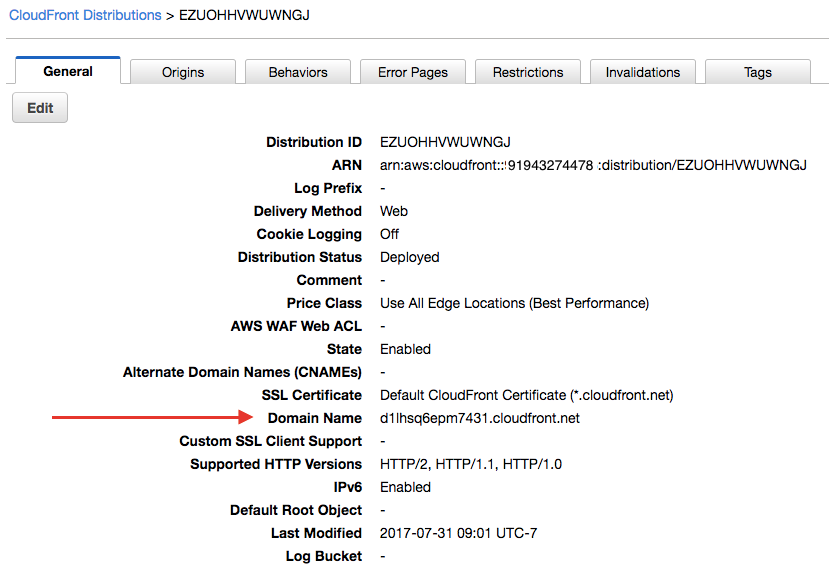 CloudFront Distributions > EZUOHHVWUWNGJ
General Origins Behaviors Error Pages Restrictions Invalidations Tags
Edit
Distribution ID EZUOHHVWUWNGJ
ARN arn:aws:cloudfront::91943274478 :distribution/EZUOHHVWUWNGJ
Log Prefix -
Delivery Method Web
Cookie Logging Off
Distribution Status Deployed
Comment -
Price Class Use All Edge Locations (Best Performance)
AWS WAF Web ACL -
State Enabled
Alternate Domain Names (CNAMEs) -
SSL Certificate Default CloudFront Certificate (*.cloudfront.net)
Domain Name d1lhsq6epm7431.cloudfront.net
Custom SSL Client Support -
Supported HTTP Versions HTTP/2, HTTP/1.1, HTTP/1.0
IPv6 Enabled
Default Root Object -
Last Modified 2017-07-31 09:01 UTC-7
Log Bucket -